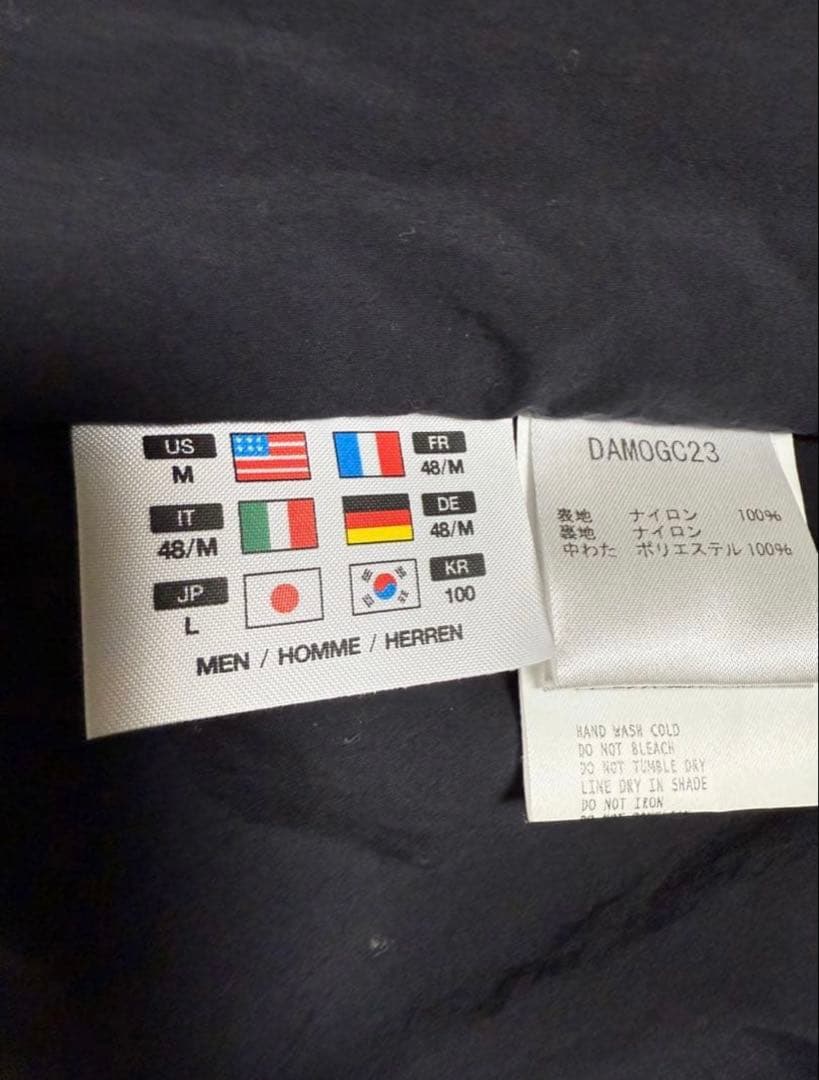 US
M
FR
48/M
IT
48/M
DE
48/M
JP
L
KR
100
MEN / HOMME / HERREN
DAMOGC23
表地 ナイロン 100%
裏地 ナイロン
中わた ポリエステル 100%
HAND WASH COLD
DO NOT BLEACH
DO NOT TUMBLE DRY
LINE DRY IN SHADE
DO NOT IRON